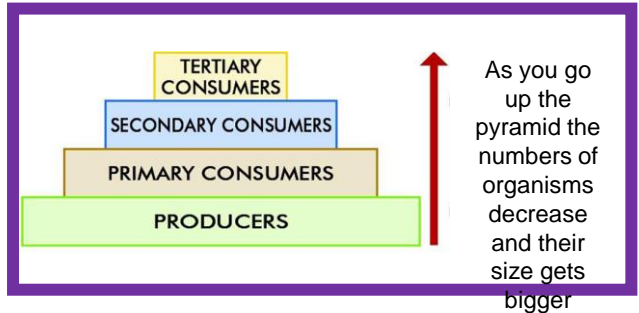 TERTIARY
CONSUMERS
SECONDARY CONSUMERS
PRIMARY CONSUMERS
PRODUCERS
As you go
up the
pyramid the
numbers of
organisms
decrease
and their
size gets
bigger